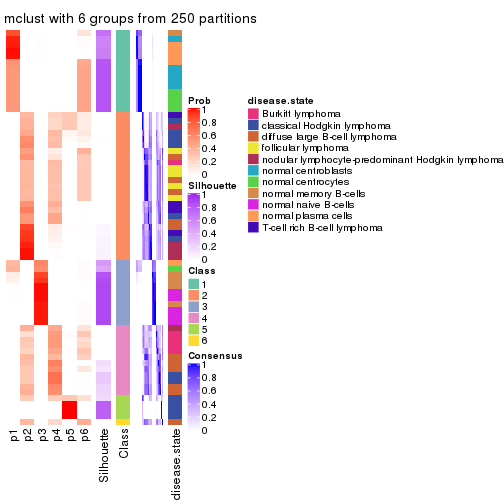 mclust with 6 groups from 250 partitions
Prob
1
0.8
0.6
0.4
0.2
0
Silhouette
1
0.8
0.6
0.4
0.2
0
Class
1
2
3
4
5
6
Consensus
1
0.8
0.6
0.4
0.2
0
disease.state
Burkitt lymphoma
classical Hodgkin lymphoma
diffuse large B-cell lymphoma
follicular lymphoma
nodular lymphocyte-predominant Hodgkin lymphoma
normal centroblasts
normal centrocytes
normal memory B-cells
normal naive B-cells
normal plasma cells
T-cell rich B-cell lymphoma
p1
p2
p3
p4
p5
p6
Silhouette
Class
disease.state